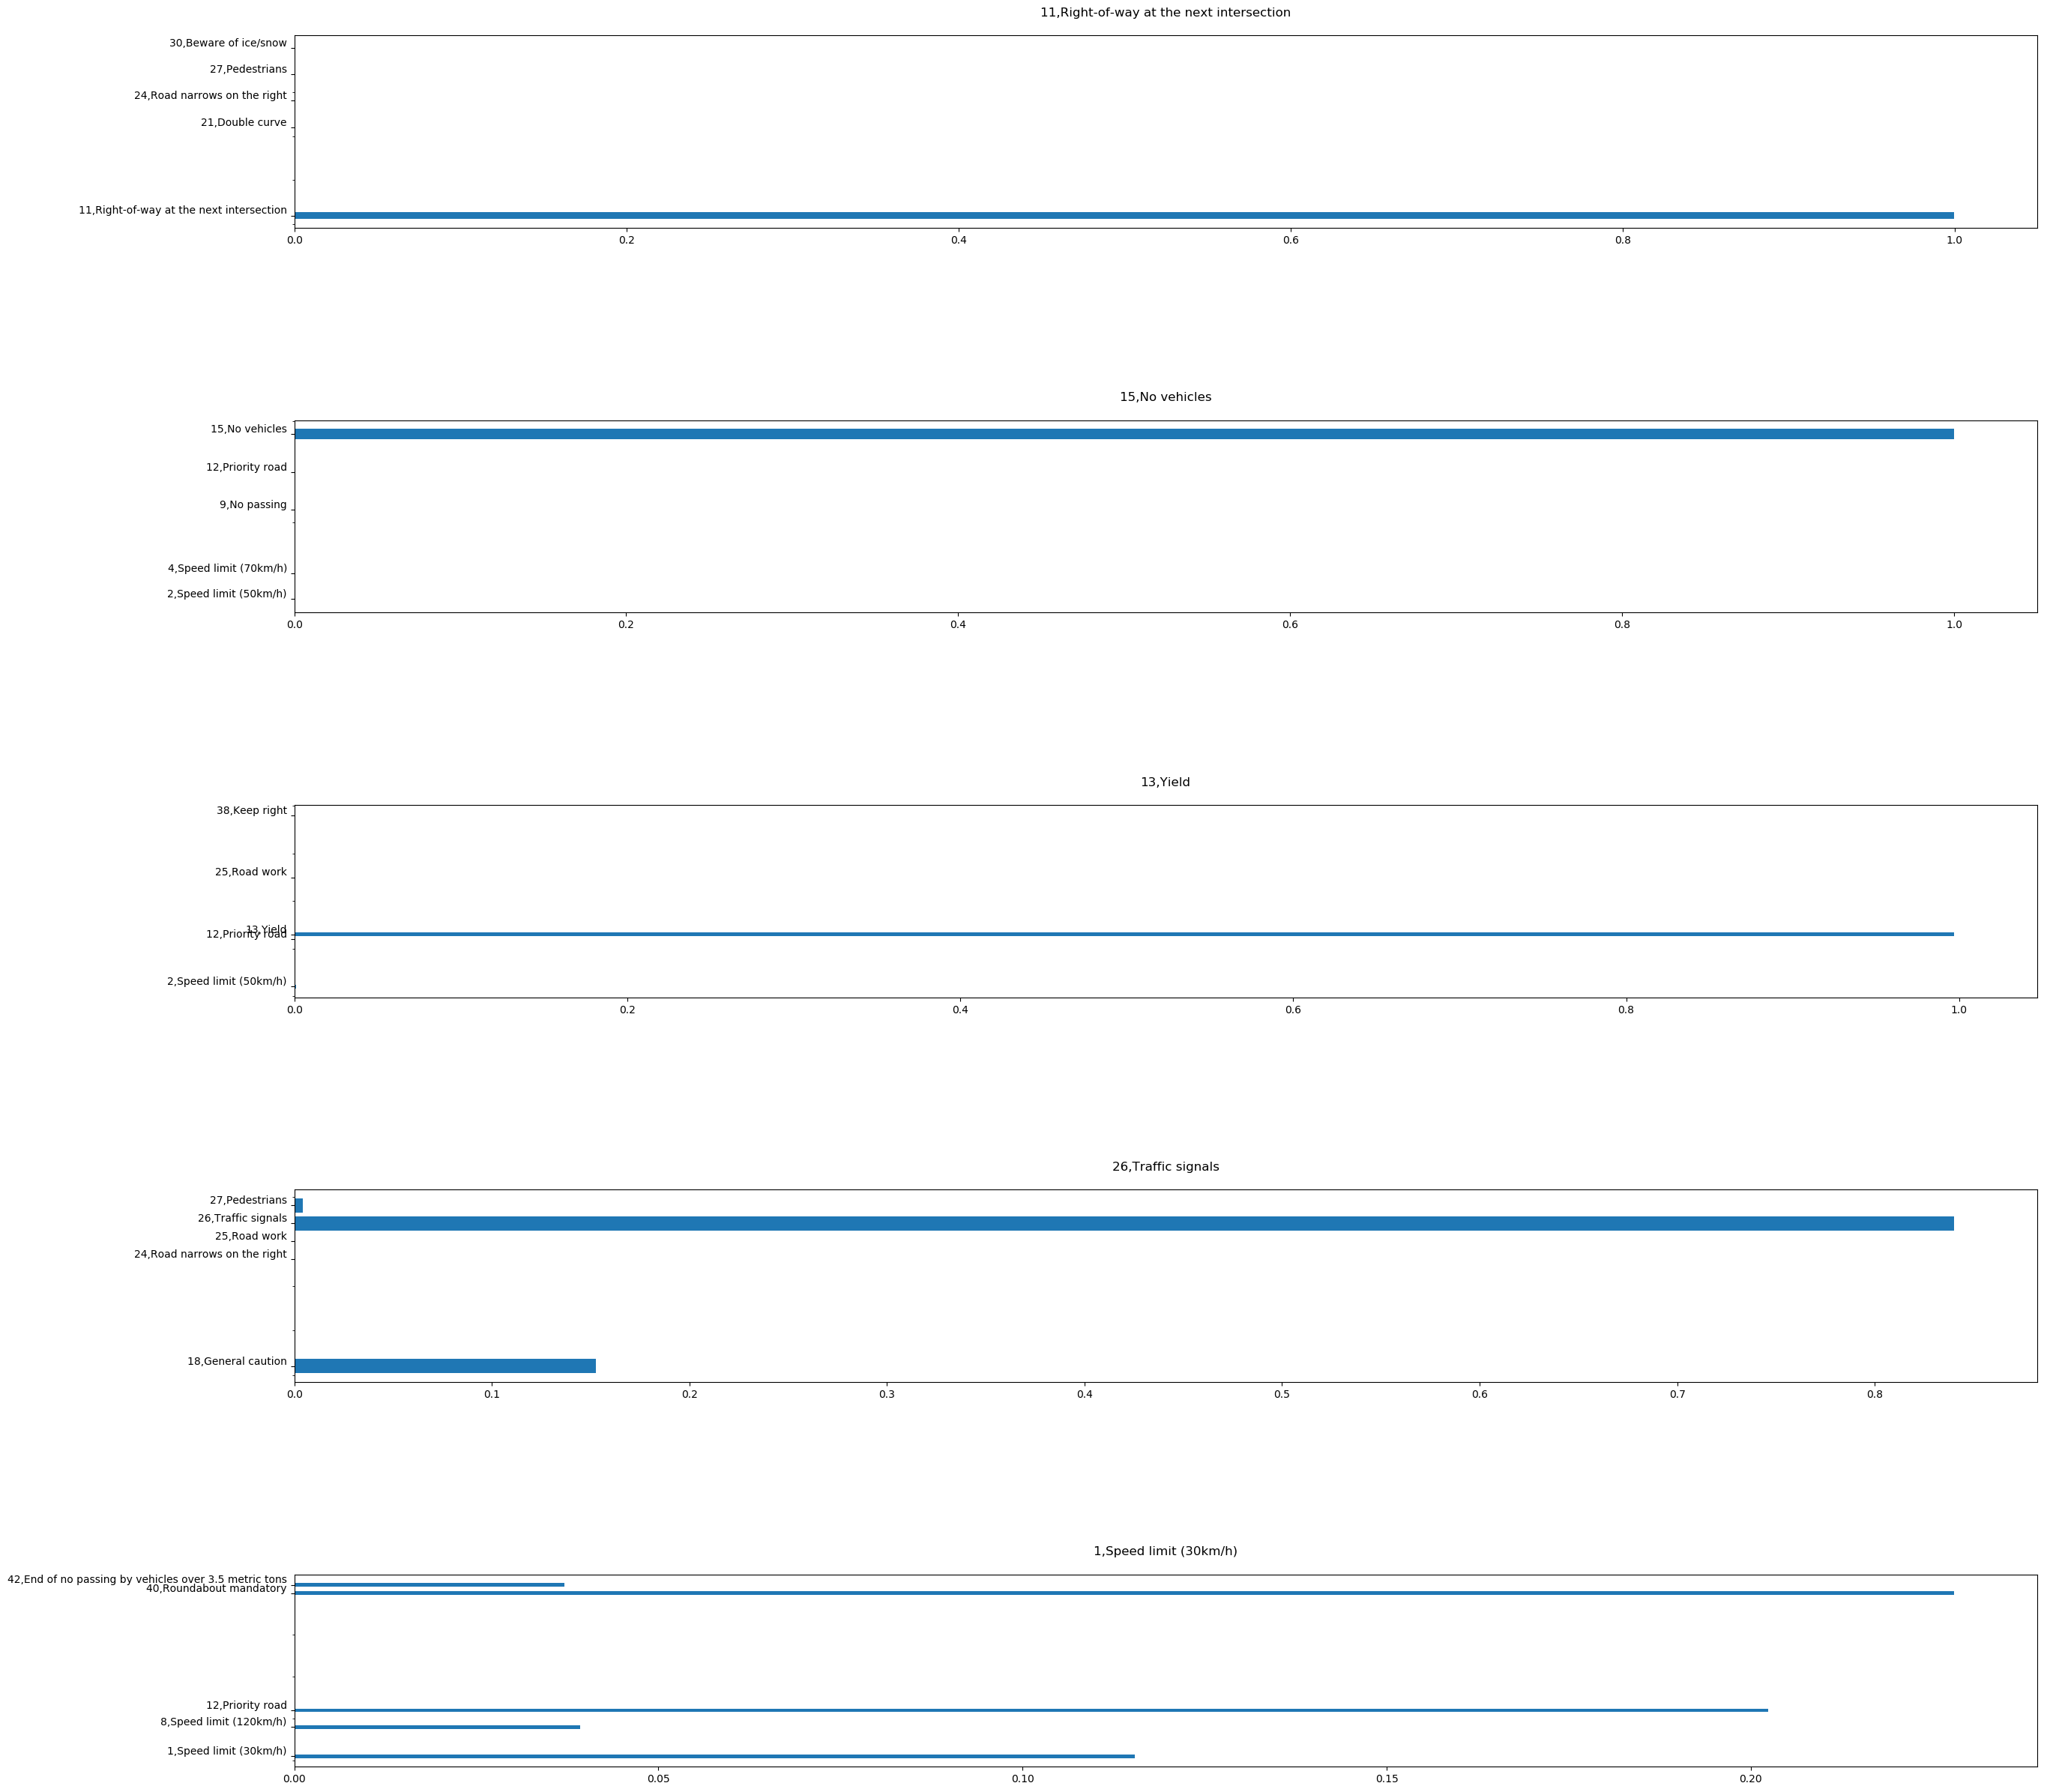 11,Right-of-way at the next intersection
30,Beware of ice/snow
27,Pedestrians
24,Road narrows on the right
21,Double curve
11,Right-of-way at the next intersection
0.0 0.2 0.4 0.6 0.8 1.0
15,No vehicles
15,No vehicles
12,Priority road
9,No passing
4,Speed limit (70km/h)
2,Speed limit (50km/h)
0.0 0.2 0.4 0.6 0.8 1.0
13,Yield
38,Keep right
25,Road work
13,Yield
12,Priority road
2,Speed limit (50km/h)
0.0 0.2 0.4 0.6 0.8 1.0
26,Traffic signals
27,Pedestrians
26,Traffic signals
25,Road work
24,Road narrows on the right
18,General caution
0.0 0.1 0.2 0.3 0.4 0.5 0.6 0.7 0.8
1,Speed limit (30km/h)
42,End of no passing by vehicles over 3.5 metric tons
40,Roundabout mandatory
12,Priority road
8,Speed limit (120km/h)
1,Speed limit (30km/h)
0.00 0.05 0.10 0.15 0.20